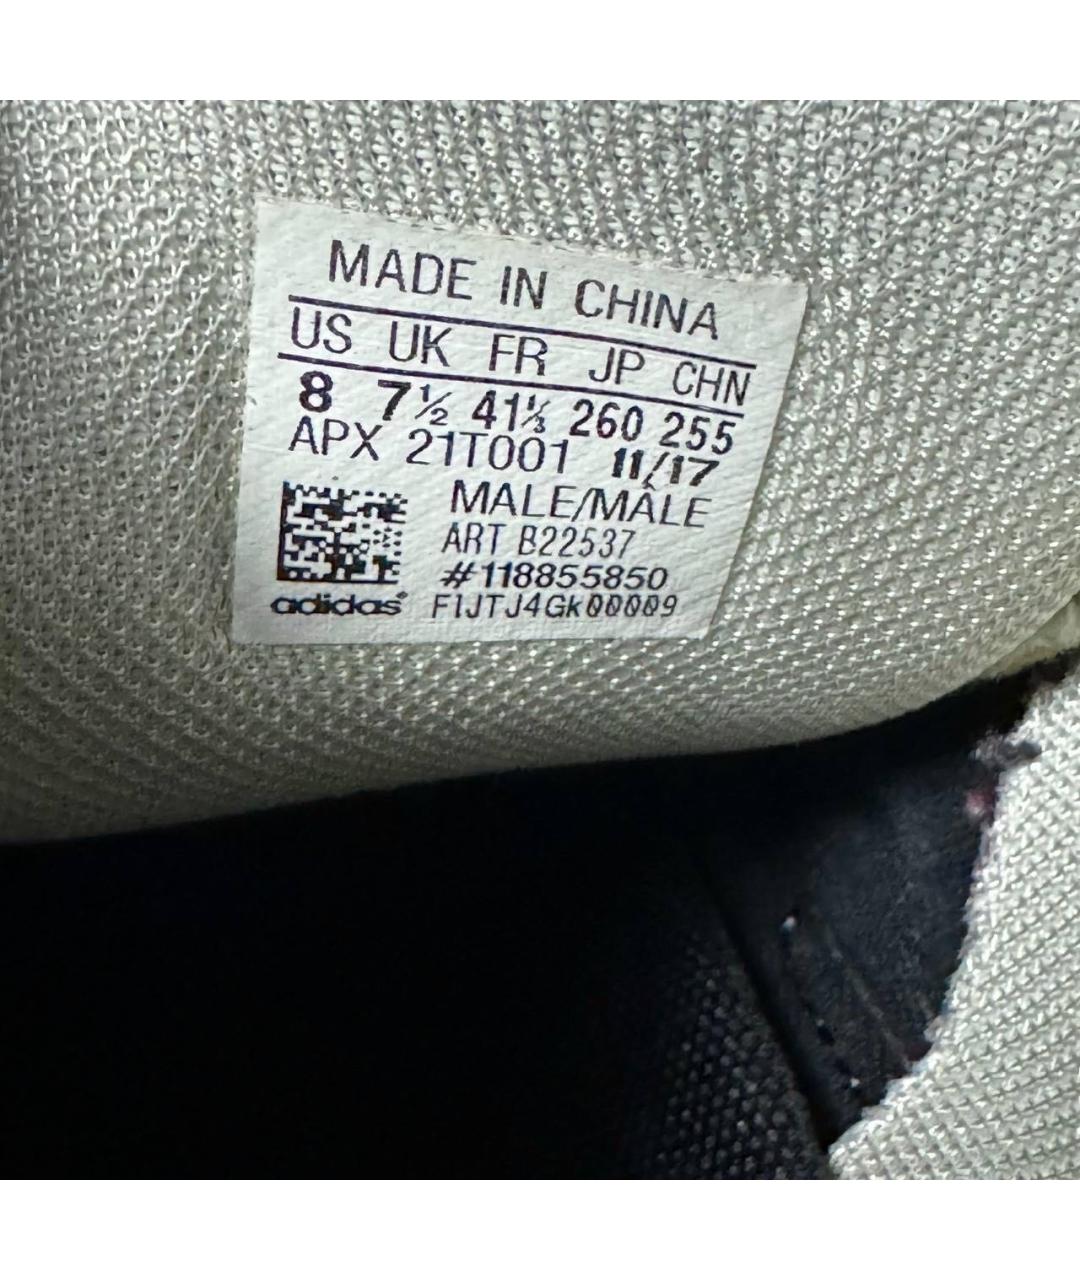 MADE IN CHINA
US UK FR JP CHN
8 7½ 41⅓ 260 255
APX 21T001 11/17
MALE/MÂLE
ART B22537
#118855850
adidas® F1JTJ4GK00009